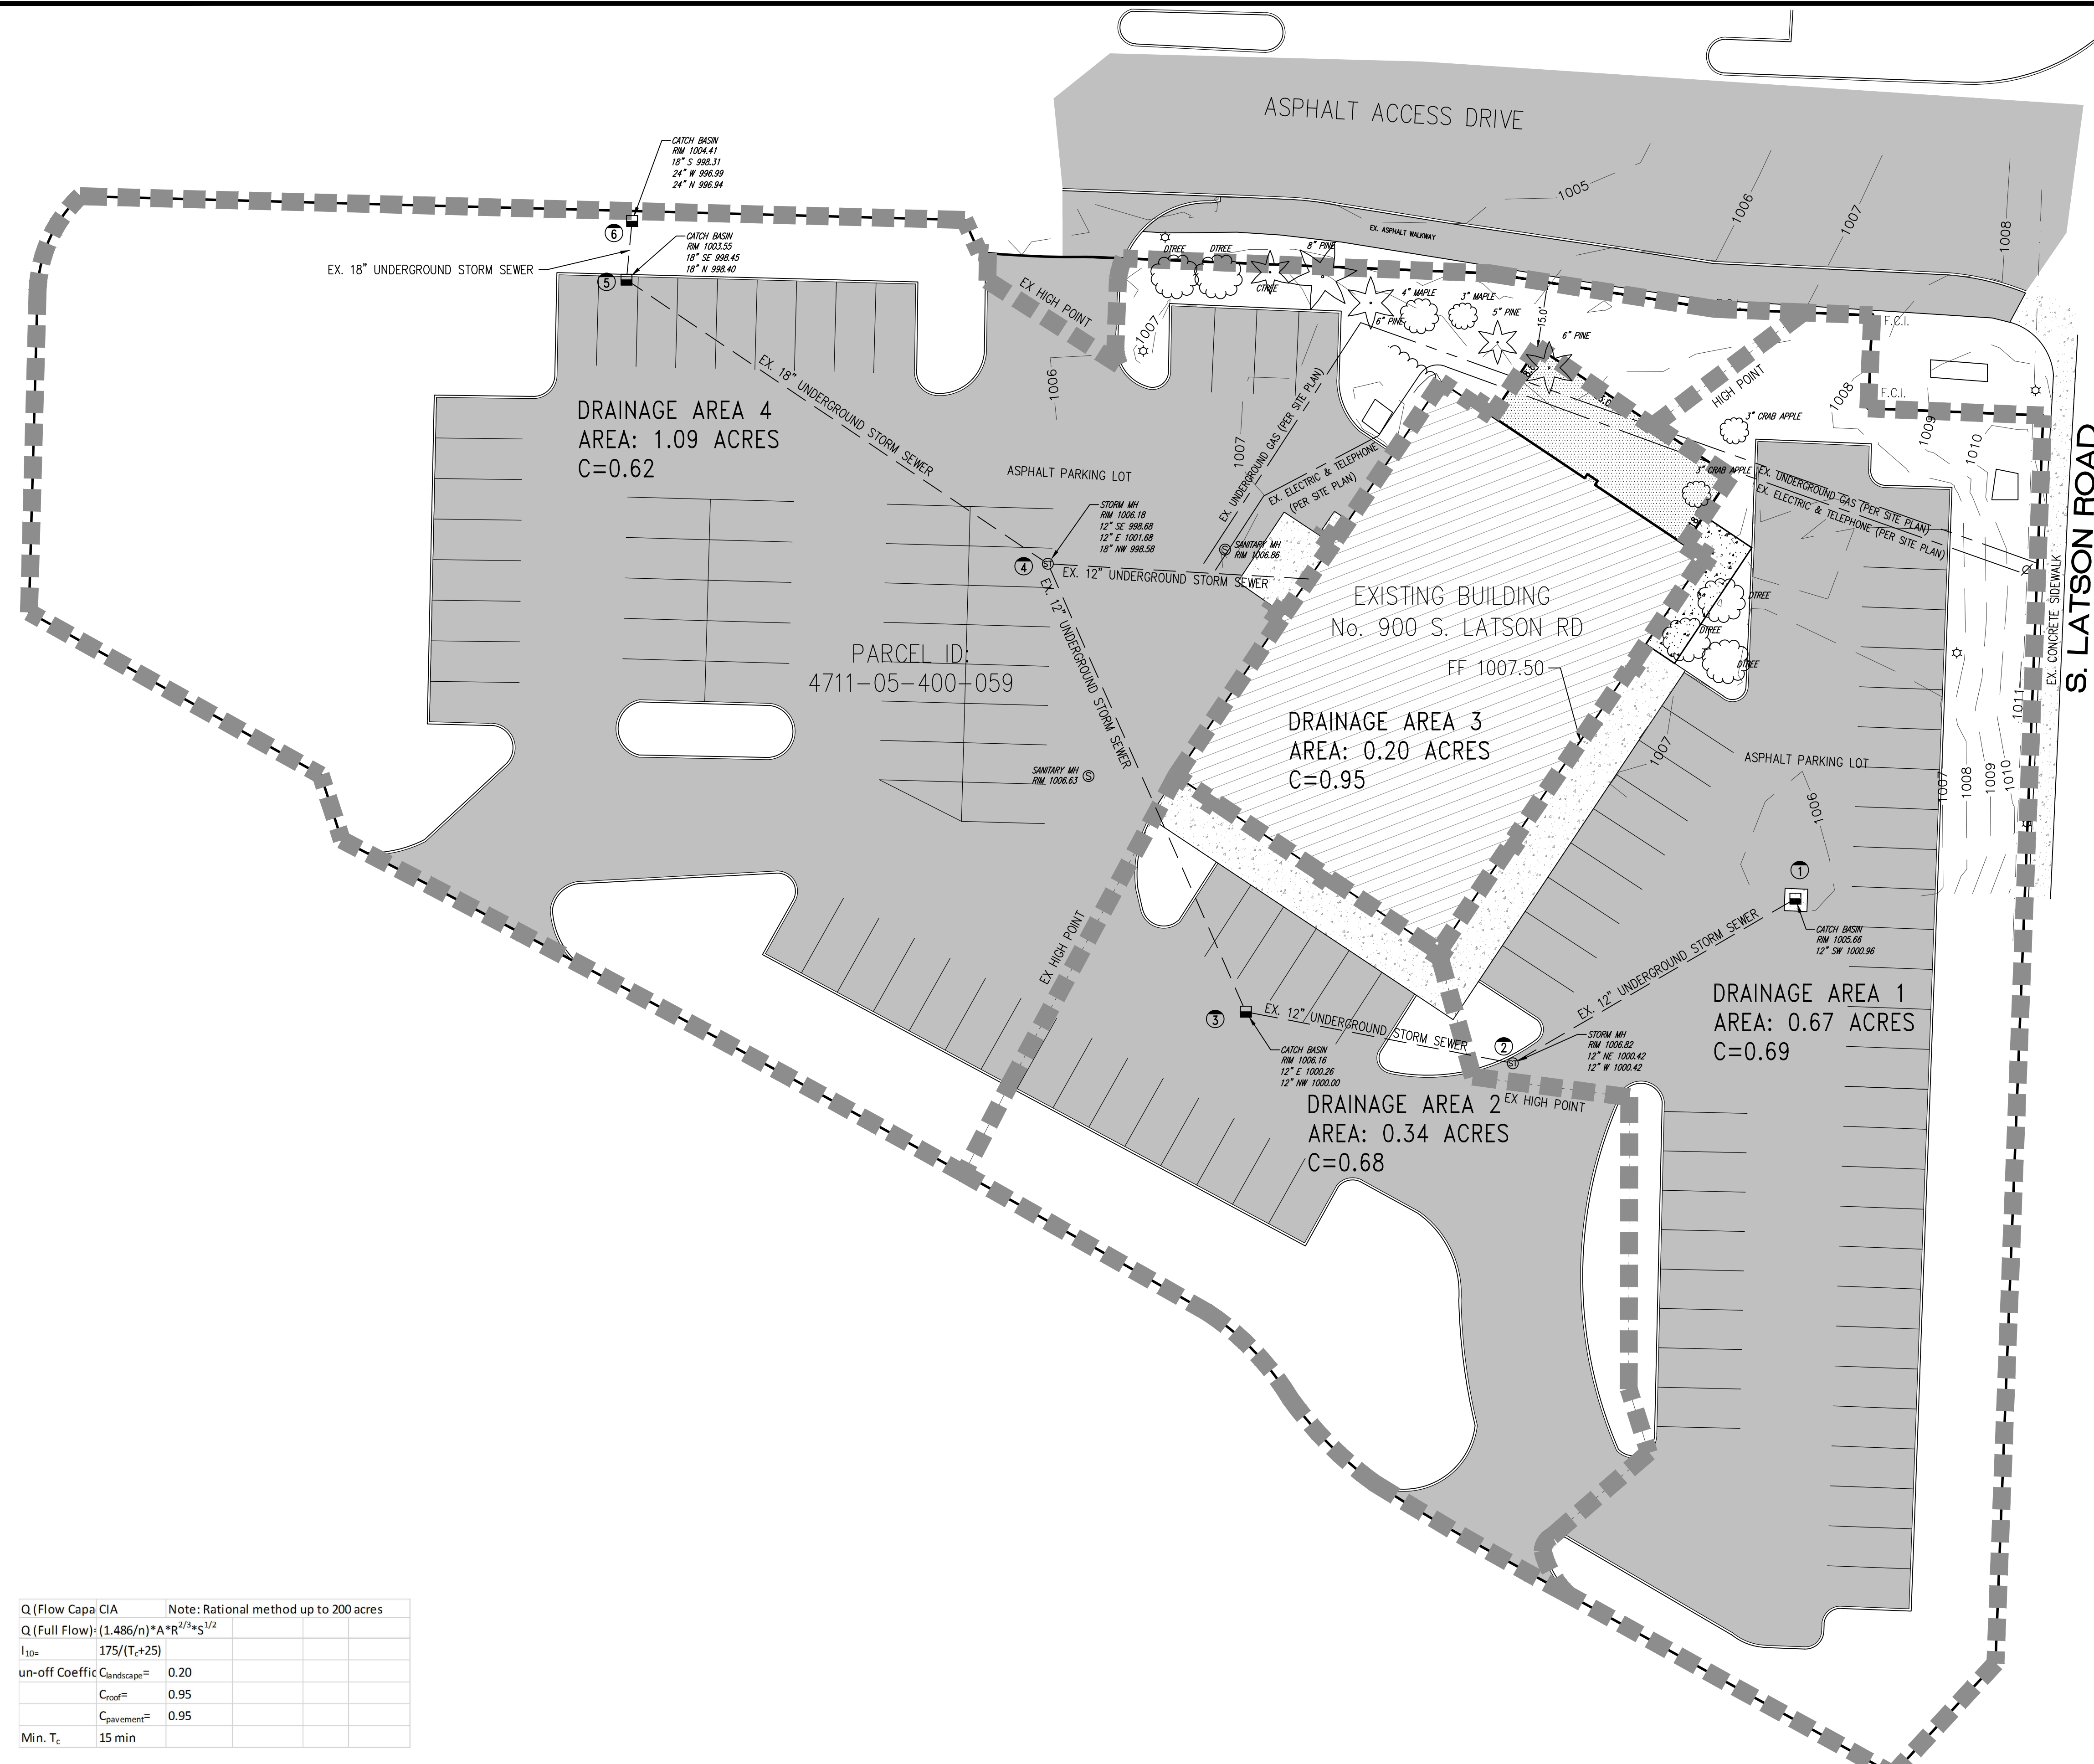 ASPHALT ACCESS DRIVE
CATCH BASIN
RIM 1004.41
18" S 998.31
24" W 996.99
24" N 996.94
6
CATCH BASIN
RIM 1003.55
18" SE 998.45
18" N 998.40
EX. 18" UNDERGROUND STORM SEWER
5
1005
1006
1007
1008
EX. ASPHALT WALKWAY
DTREE
DTREE
CTREE
8" PINE
6" PINE
4" MAPLE
3" MAPLE
5" PINE
15.0'
6" PINE
EX HIGH POINT
1007
1006
F.C.I.
F.C.I.
HIGH POINT
1008
3" CRAB APPLE
1009
1010
S. LATSON ROAD
EX. 18" UNDERGROUND STORM SEWER
DRAINAGE AREA 4
AREA: 1.09 ACRES
C=0.62
ASPHALT PARKING LOT
1007
EX. UNDERGROUND GAS (PER SITE PLAN)
EX. ELECTRIC & TELEPHONE
(PER SITE PLAN)
3" CRAB APPLE
EX. UNDERGROUND GAS (PER SITE PLAN)
EX. ELECTRIC & TELEPHONE (PER SITE PLAN)
STORM MH
RIM 1006.18
12" SE 998.68
12" E 1001.68
18" NW 998.58
SANITARY MH
RIM 1006.86
S
4
ST
EX. 12" UNDERGROUND STORM SEWER
EX. 12" UNDERGROUND STORM SEWER
EX. CONCRETE SIDEWALK
EXISTING BUILDING
No. 900 S. LATSON RD
FF 1007.50
DTREE
DTREE
DTREE
PARCEL ID:
4711-05-400-059
1011
DRAINAGE AREA 3
AREA: 0.20 ACRES
C=0.95
1007
ASPHALT PARKING LOT
1006
1007
1008
1009
1010
SANITARY MH
RIM 1006.63
S
1
CATCH BASIN
RIM 1005.66
12" SW 1000.96
EX HIGH POINT
EX. 12" UNDERGROUND STORM SEWER
DRAINAGE AREA 1
AREA: 0.67 ACRES
C=0.69
3
EX. 12" UNDERGROUND STORM SEWER
2
ST
STORM MH
RIM 1006.82
12" NE 1000.42
12" W 1000.42
CATCH BASIN
RIM 1006.16
12" E 1000.26
12" NW 1000.00
EX HIGH POINT
DRAINAGE AREA 2
AREA: 0.34 ACRES
C=0.68
Q (Flow Capa CIA Note: Rational method up to 200 acres
Q (Full Flow)= (1.486/n)*A*R^2/3*S^1/2
I10= 175/(Tc+25)
un-off Coeffic Clandscape= 0.20
Croof= 0.95
Cpavement= 0.95
Min. Tc 15 min